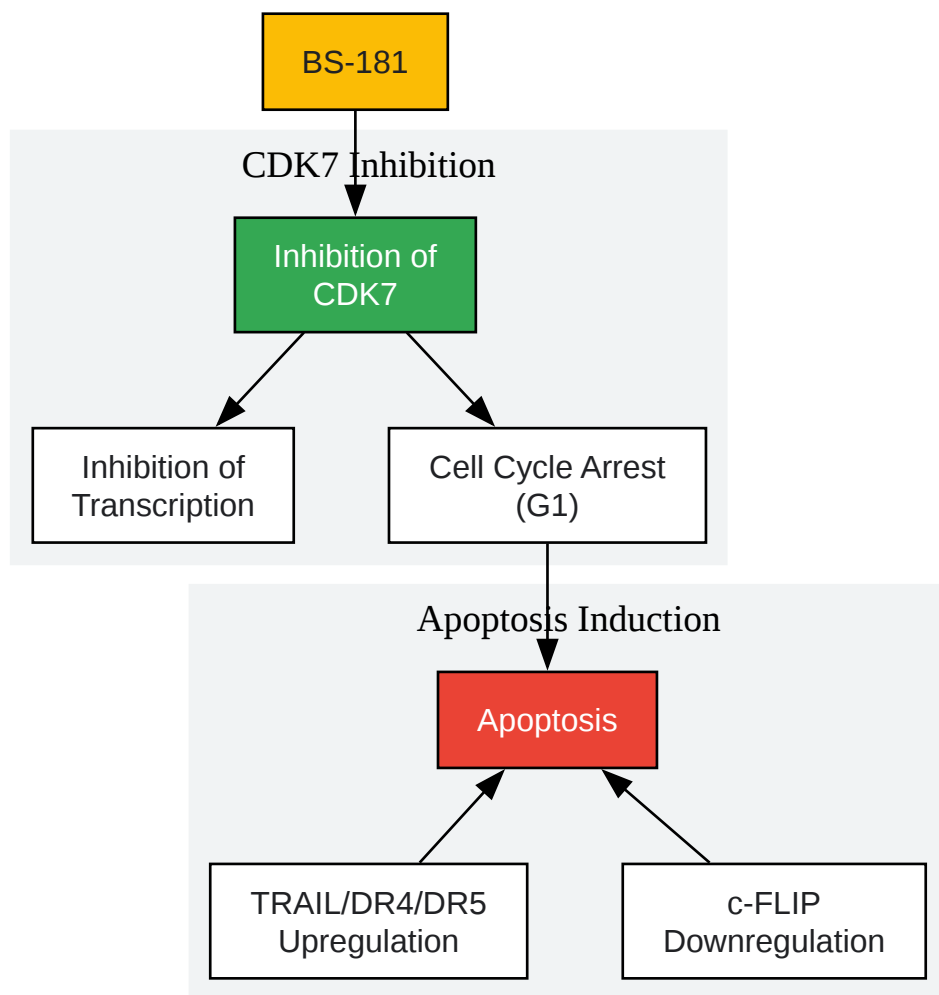 BS-181
CDK7 Inhibition
Inhibition of
CDK7
Inhibition of
Transcription
Cell Cycle Arrest
(G1)
Apoptosis Induction
Apoptosis
TRAIL/DR4/DR5
Upregulation
c-FLIP
Downregulation